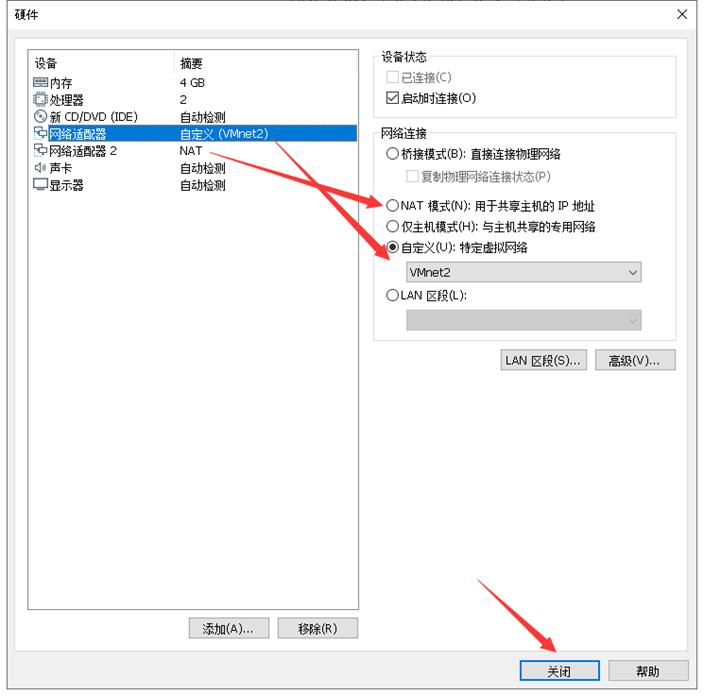 硬件
设备 摘要
内存 4 GB
处理器 2
新 CD/DVD (IDE) 自动检测
网络适配器 自定义 (VMnet2)
网络适配器 2 NAT
声卡 自动检测
显示器 自动检测
添加(A)...
移除(R)
设备状态
已连接(C)
启动时连接(O)
网络连接
桥接模式(B): 直接连接物理网络
复制物理网络连接状态(P)
NAT 模式(N): 用于共享主机的 IP 地址
仅主机模式(H): 与主机共享的专用网络
自定义(U): 特定虚拟网络
VMnet2
LAN 区段(L):
LAN 区段(S)...
高级(V)...
关闭
帮助